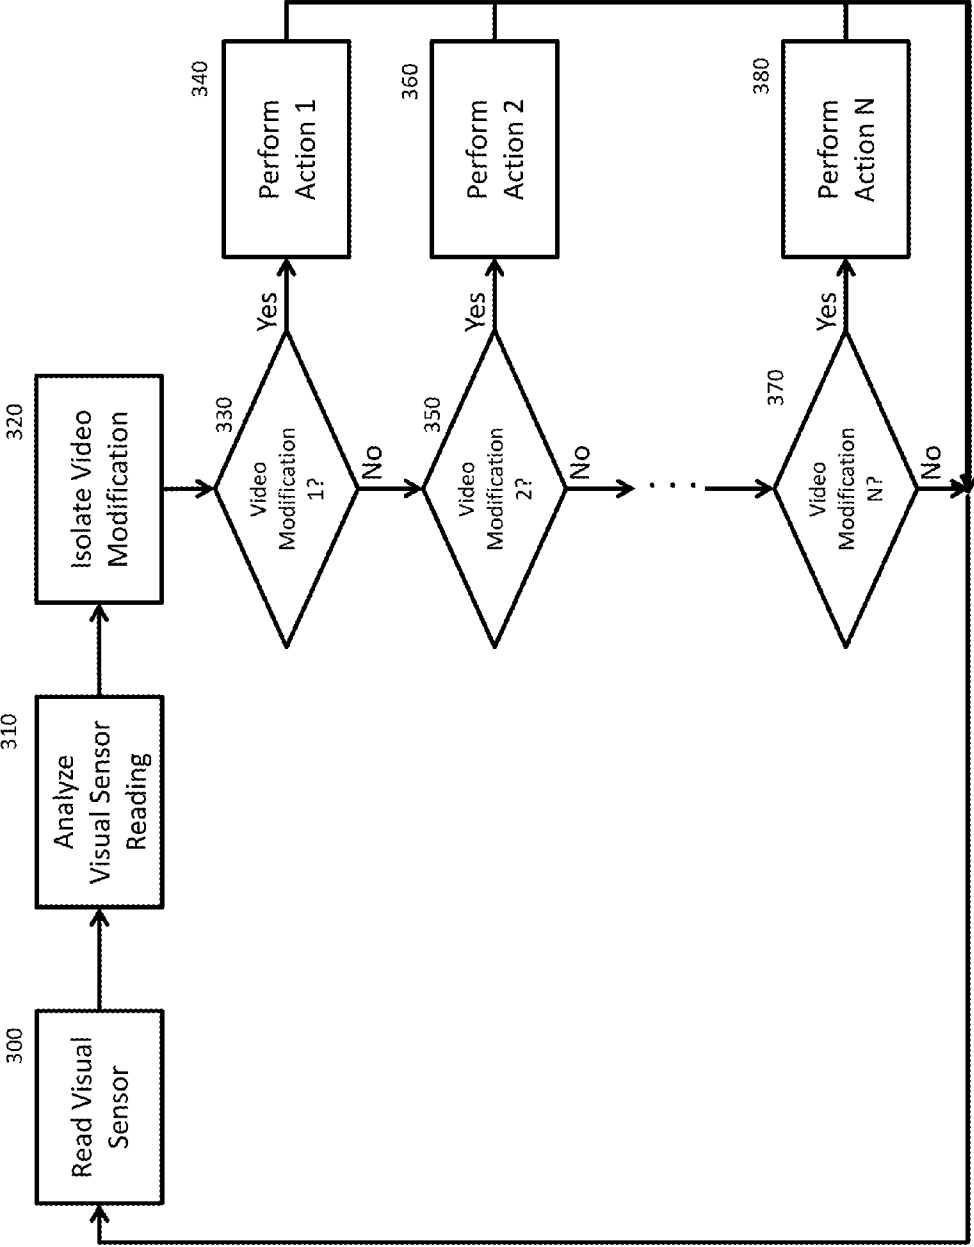 300
Read Visual
Sensor
310
Analyze
Visual Sensor
Reading
320
Isolate Video
Modification
330
Video
Modification
1?
Yes
No
340
Perform
Action 1
350
Video
Modification
2?
Yes
No
360
Perform
Action 2
. . .
370
Video
Modification
N?
Yes
No
380
Perform
Action N